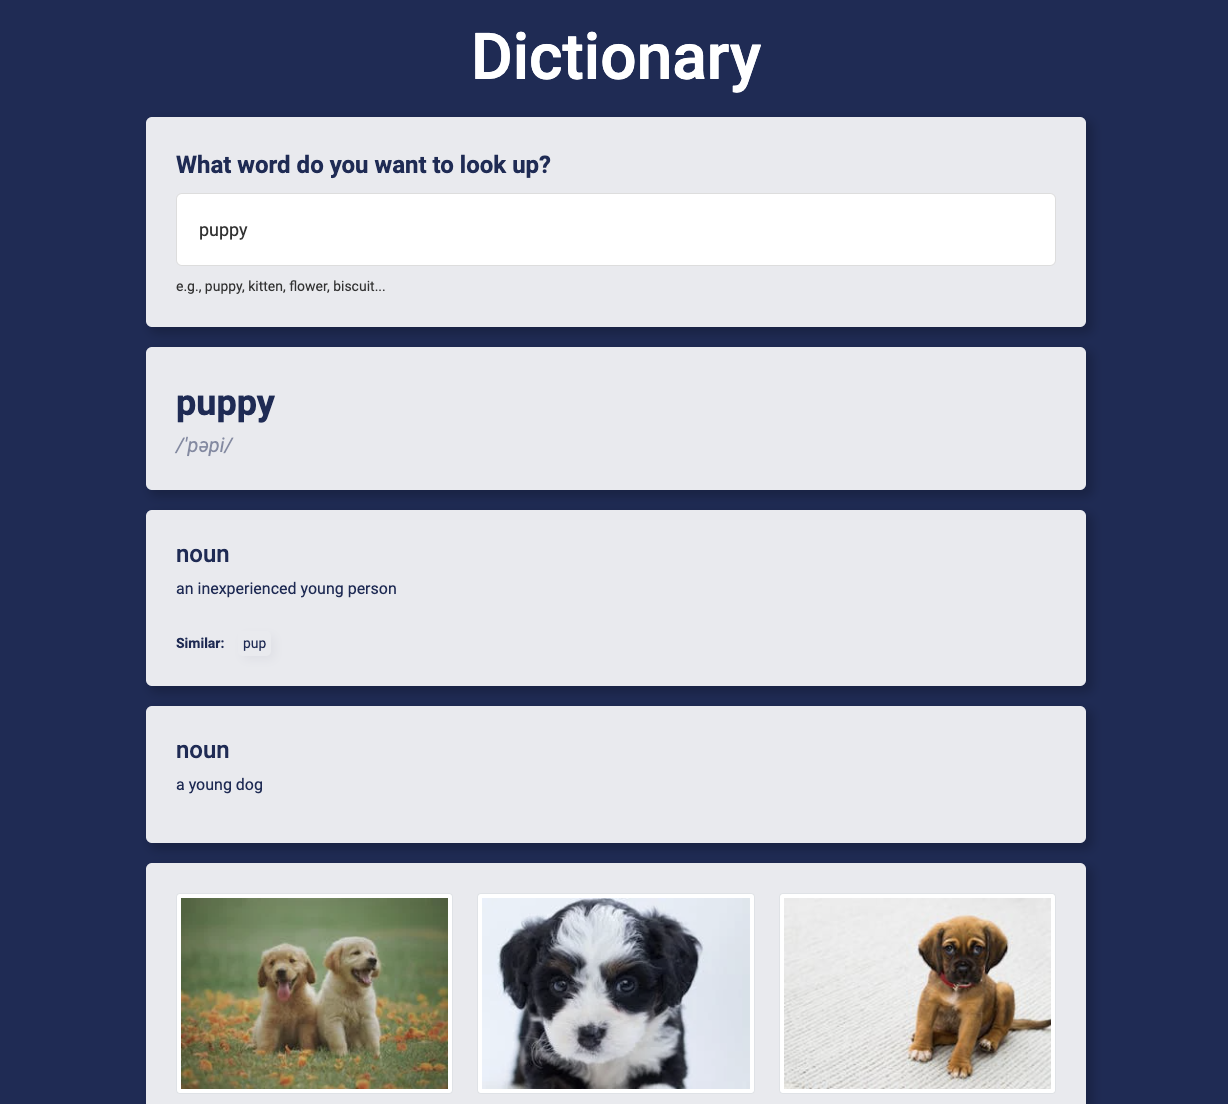 Dictionary
What word do you want to look up?
puppy
e.g., puppy, kitten, flower, biscuit...
puppy
/'pəpi/
noun
an inexperienced young person
Similar: pup
noun
a young dog